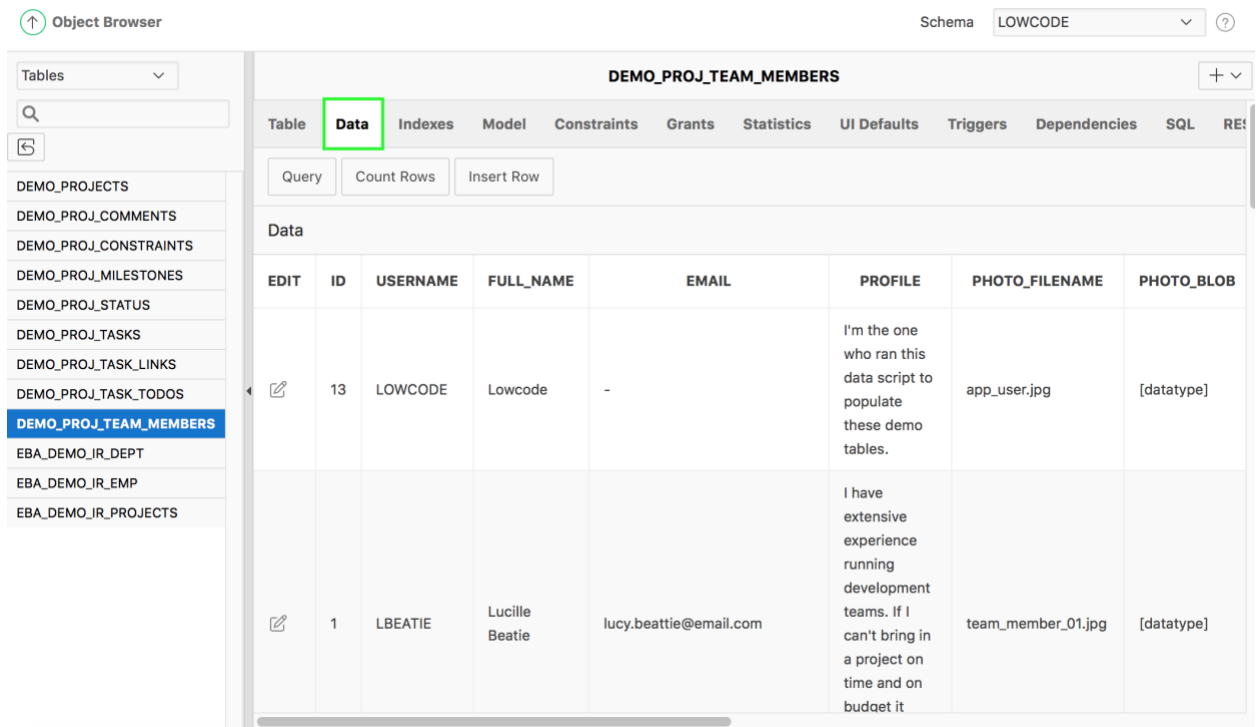 Object Browser
Schema
LOWCODE
?
Tables
DEMO_PROJECTS
DEMO_PROJ_COMMENTS
DEMO_PROJ_CONSTRAINTS
DEMO_PROJ_MILESTONES
DEMO_PROJ_STATUS
DEMO_PROJ_TASKS
DEMO_PROJ_TASK_LINKS
DEMO_PROJ_TASK_TODOS
DEMO_PROJ_TEAM_MEMBERS
EBA_DEMO_IR_DEPT
EBA_DEMO_IR_EMP
EBA_DEMO_IR_PROJECTS
DEMO_PROJ_TEAM_MEMBERS
Table Data Indexes Model Constraints Grants Statistics UI Defaults Triggers Dependencies SQL
Query Count Rows Insert Row
Data
EDIT ID USERNAME FULL_NAME EMAIL PROFILE PHOTO_FILENAME PHOTO_BLOB
13 LOWCODE Lowcode -
I'm the one
who ran this
data script to
populate
these demo
tables.
app_user.jpg [datatype]
1 LBEATIE
Lucille
Beatie
lucy.beattie@email.com
I have
extensive
experience
running
development
teams. If I
can't bring in
a project on
time and on
budget it
team_member_01.jpg [datatype]